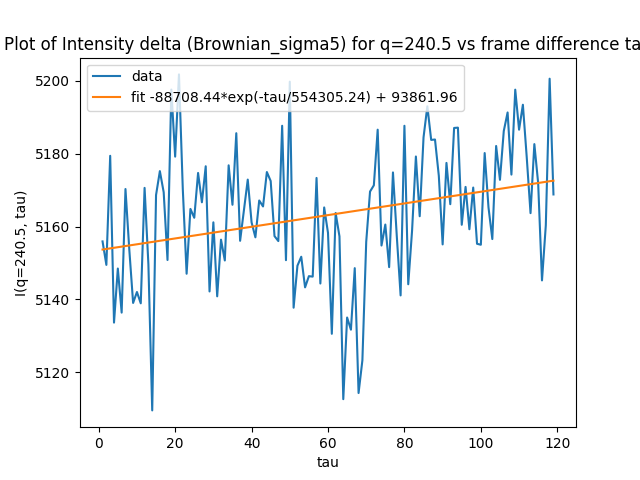 Plot of Intensity delta (Brownian_sigma5) for q=240.5 vs frame difference ta
data
fit -88708.44*exp(-tau/554305.24) + 93861.96
I(q=240.5, tau)
5200
5180
5160
5140
5120
0 20 40 60 80 100 120
tau